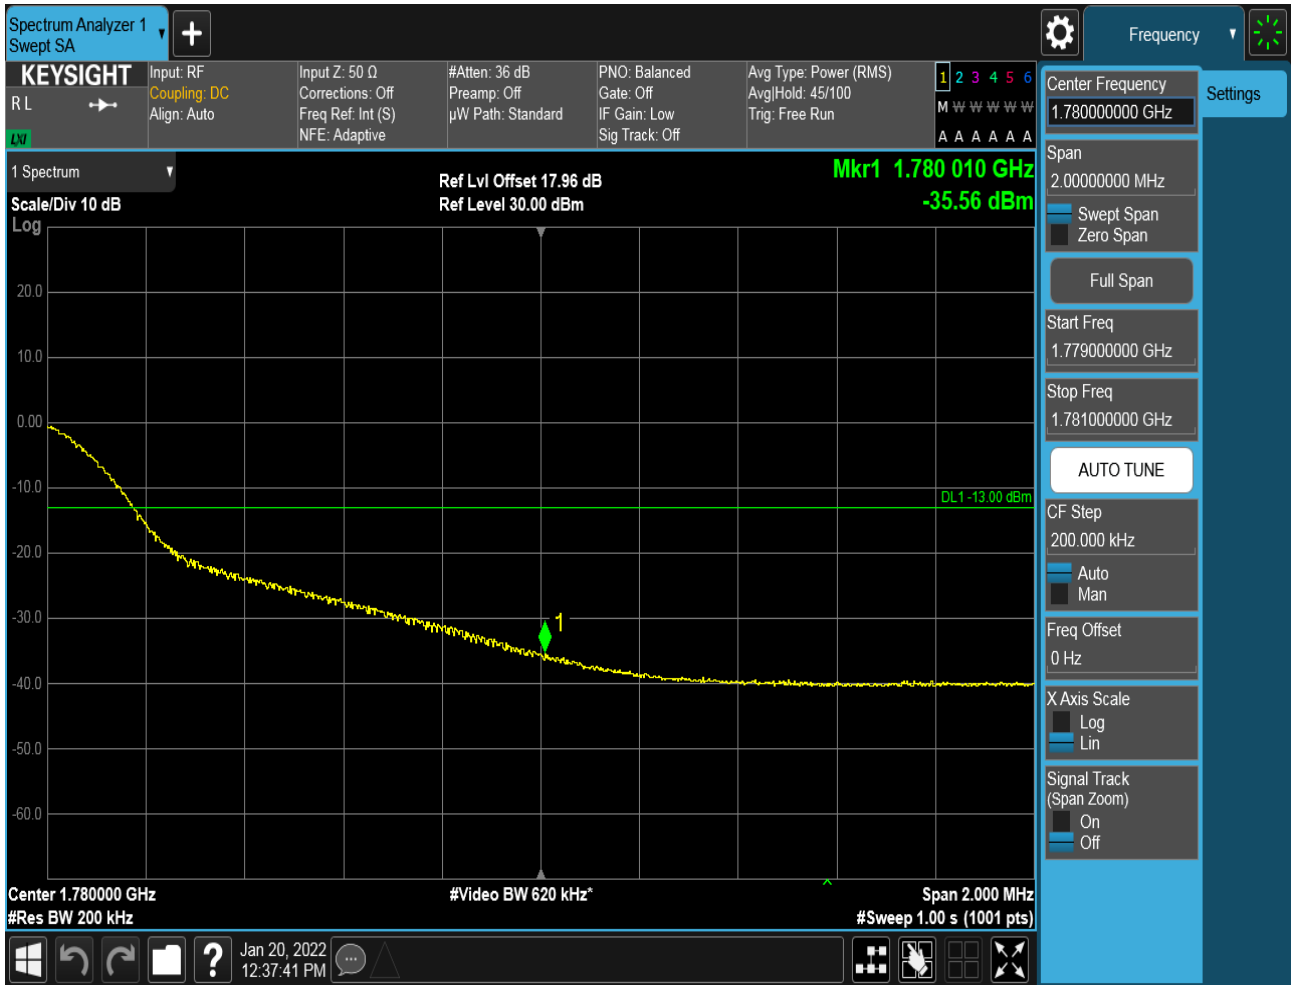 Spectrum Analyzer 1
Swept SA
Frequency
KEYSIGHT
R L
LXI
Input: RF
Coupling: DC
Align: Auto
Input Z: 50 Ω
Corrections: Off
Freq Ref: Int (S)
NFE: Adaptive
#Atten: 36 dB
Preamp: Off
µW Path: Standard
PNO: Balanced
Gate: Off
IF Gain: Low
Sig Track: Off
Avg Type: Power (RMS)
Avg|Hold: 45/100
Trig: Free Run
1 2 3 4 5 6
M W W W W W
A A A A A A
1 Spectrum
Scale/Div 10 dB
Log
Ref Lvl Offset 17.96 dB
Ref Level 30.00 dBm
Mkr1 1.780 010 GHz
-35.56 dBm
20.0
10.0
0.00
-10.0
DL1 -13.00 dBm
-20.0
-30.0
1
-40.0
-50.0
-60.0
Center 1.780000 GHz
#Video BW 620 kHz*
Span 2.000 MHz
#Res BW 200 kHz
#Sweep 1.00 s (1001 pts)
?
Jan 20, 2022
12:37:41 PM
Center Frequency
1.780000000 GHz
Settings
Span
2.00000000 MHz
Swept Span
Zero Span
Full Span
Start Freq
1.779000000 GHz
Stop Freq
1.781000000 GHz
AUTO TUNE
CF Step
200.000 kHz
Auto
Man
Freq Offset
0 Hz
X Axis Scale
Log
Lin
Signal Track
(Span Zoom)
On
Off